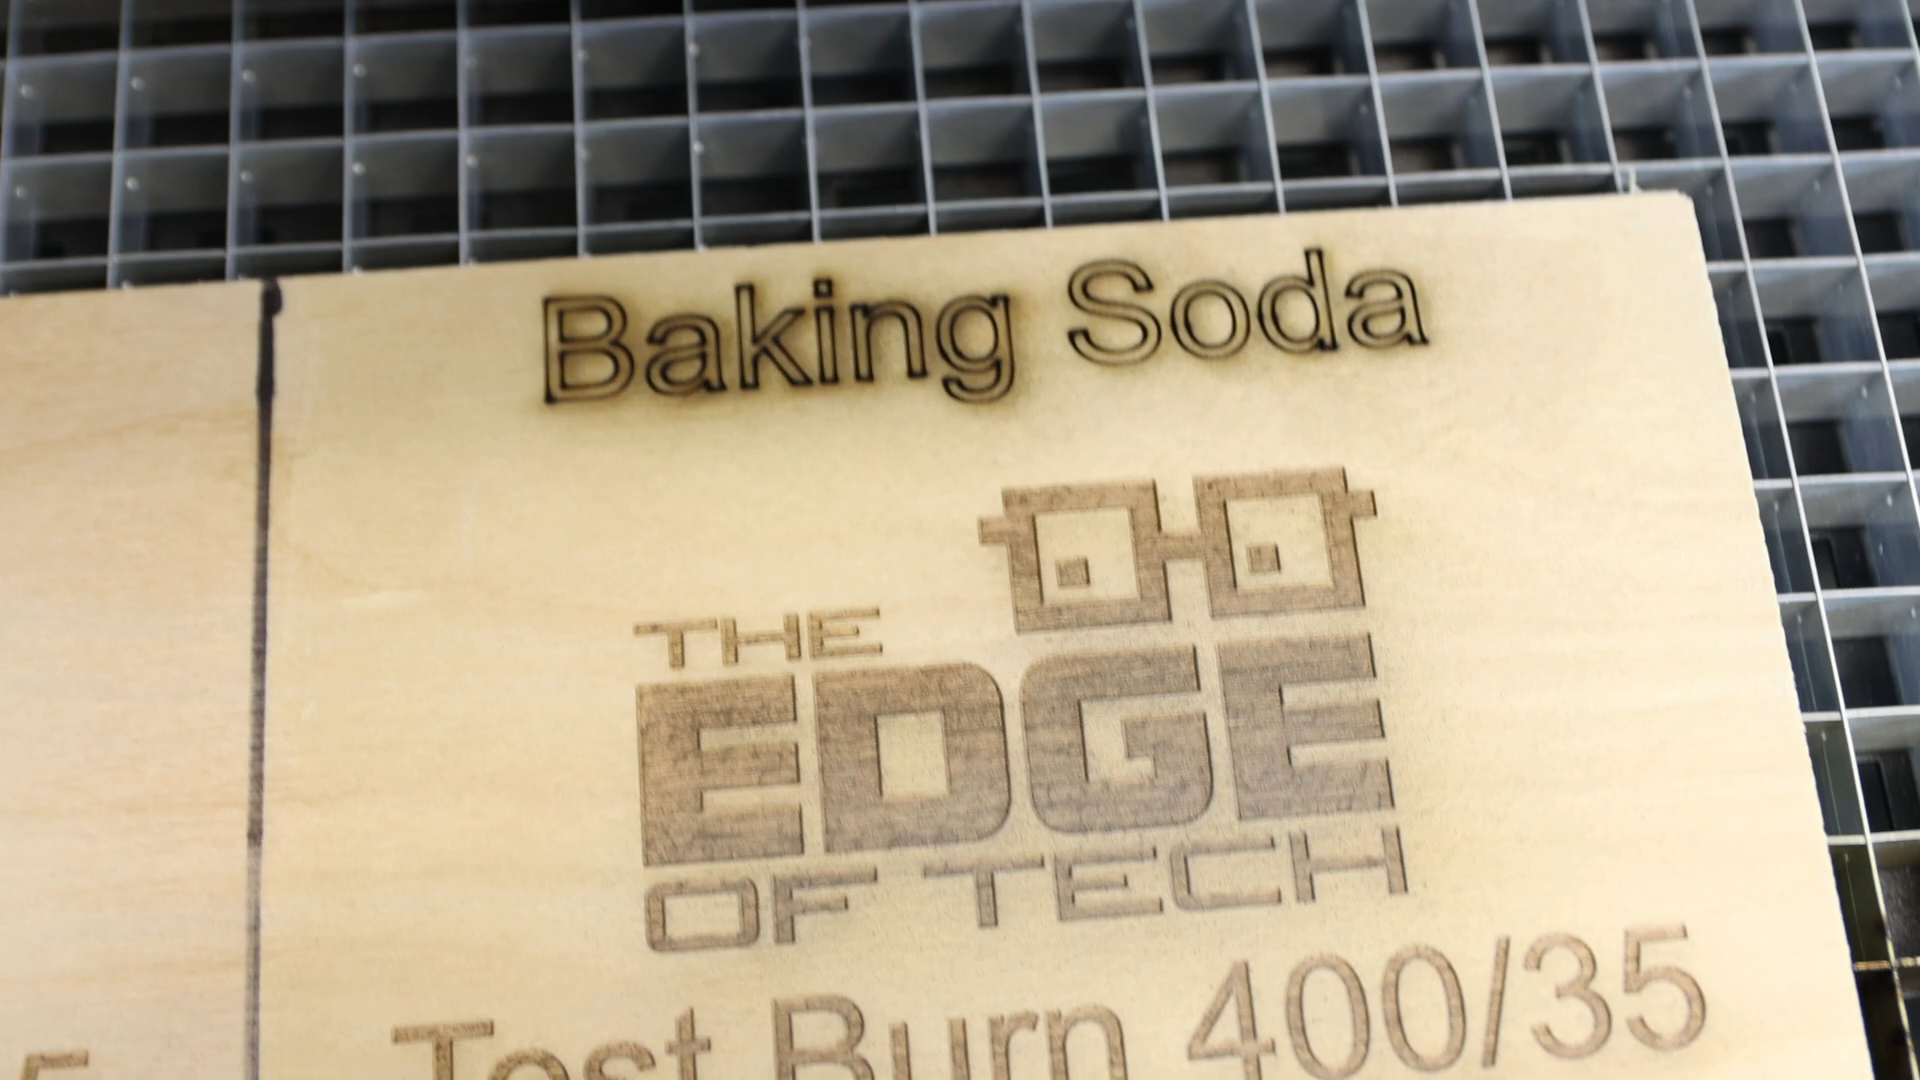 Baking Soda
THE
EDGE
OF TECH
Test Burn 400/35